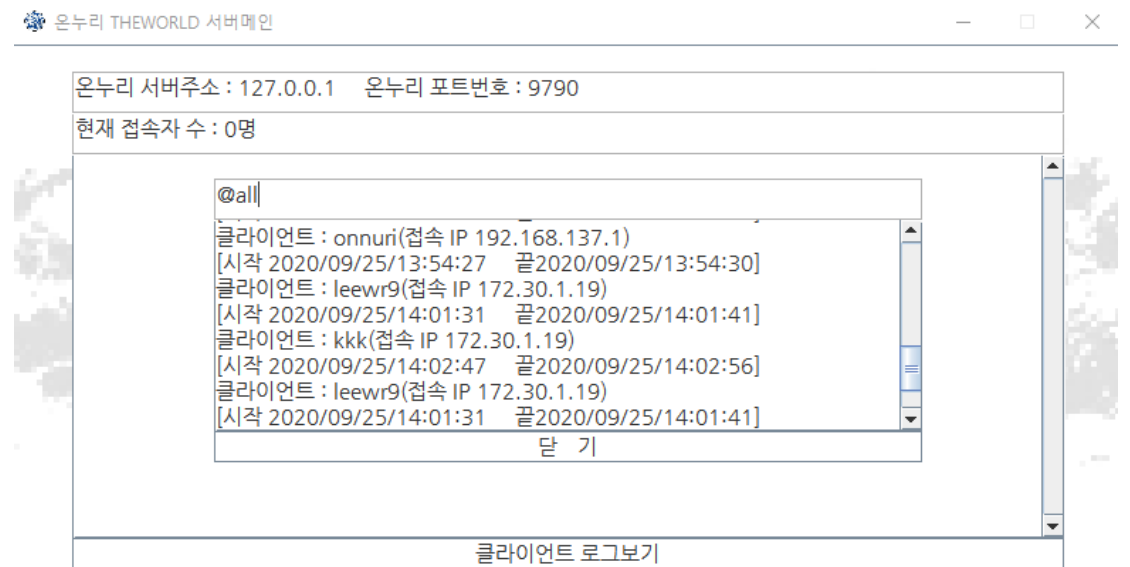 온누리 THEWORLD 서버메인
온누리 서버주소 : 127.0.0.1 온누리 포트번호 : 9790
현재 접속자 수 : 0명
@all
클라이언트 : onnuri(접속 IP 192.168.137.1)
[시작 2020/09/25/13:54:27 끝2020/09/25/13:54:30]
클라이언트 : leewr9(접속 IP 172.30.1.19)
[시작 2020/09/25/14:01:31 끝2020/09/25/14:01:41]
클라이언트 : kkk(접속 IP 172.30.1.19)
[시작 2020/09/25/14:02:47 끝2020/09/25/14:02:56]
클라이언트 : leewr9(접속 IP 172.30.1.19)
[시작 2020/09/25/14:01:31 끝2020/09/25/14:01:41]
닫 기
클라이언트 로그보기